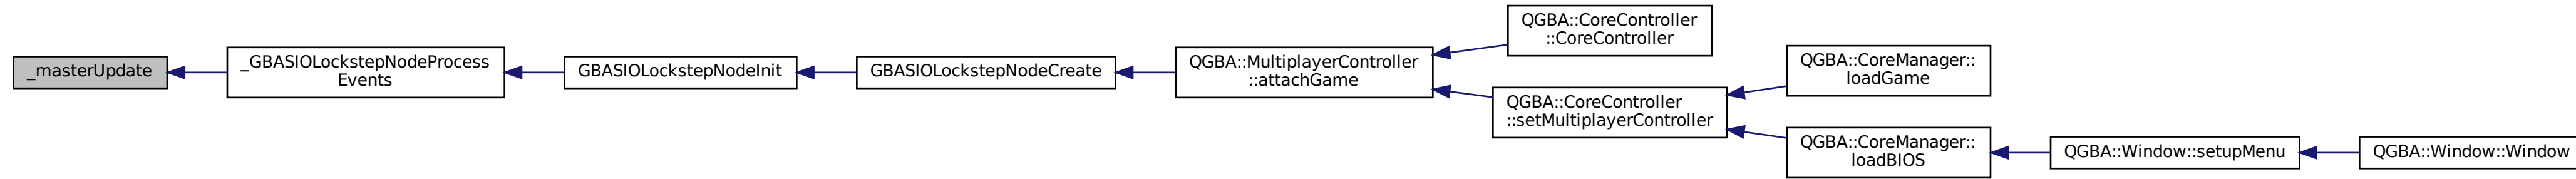 _masterUpdate
_GBASIOLockstepNodeProcess
Events
GBASIOLockstepNodeInit
GBASIOLockstepNodeCreate
QGBA::MultiplayerController
::attachGame
QGBA::CoreController
::CoreController
QGBA::CoreController
::setMultiplayerController
QGBA::CoreManager::
loadGame
QGBA::CoreManager::
loadBIOS
QGBA::Window::setupMenu
QGBA::Window::Window